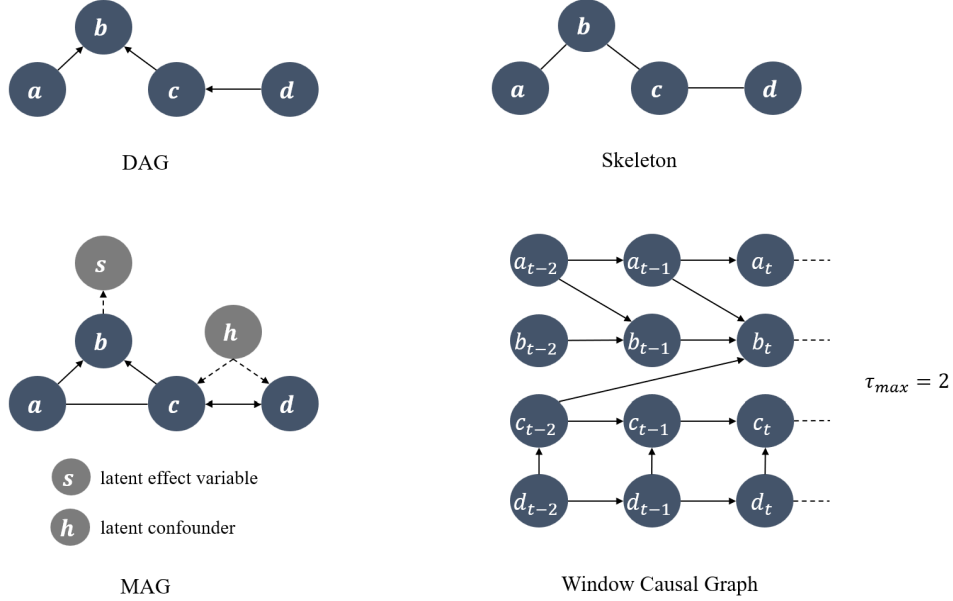 b
a c d
DAG
b
a c d
Skeleton
s
b h
a c d
s latent effect variable
h latent confounder
MAG
a_{t−2} a_{t−1} a_t
b_{t−2} b_{t−1} b_t
c_{t−2} c_{t−1} c_t
d_{t−2} d_{t−1} d_t
τ_{max} = 2
Window Causal Graph